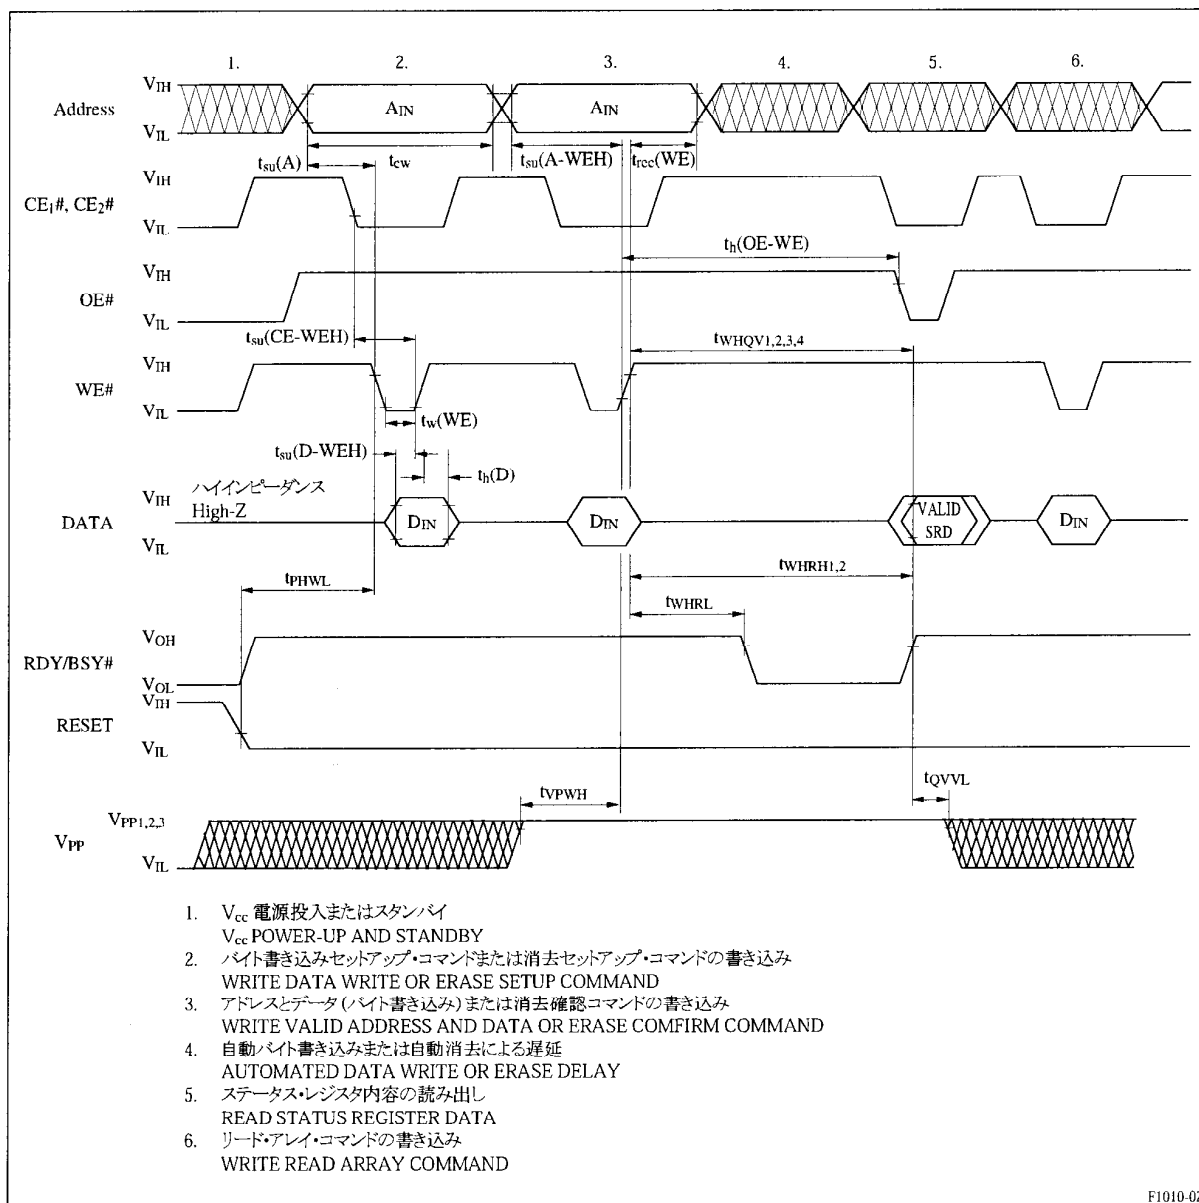 1. 2. 3. 4. 5. 6.
VIH
Address AIN AIN
VIL
tsu(A) tcw tsu(A-WEH) trec(WE)
VIH
CE1#, CE2#
VIL
th(OE-WE)
VIH
OE#
VIL
tsu(CE-WEH) tWHQV1,2,3,4
VIH
WE#
VIL
tw(WE)
tsu(D-WEH) th(D)
ハイインピーダンス
VIH High-Z
DATA DIN DIN VALID SRD DIN
VIL
tPHWL tWHRH1,2
tWHRL
VOH
RDY/BSY#
VOL
VIH
RESET
VIL
tVPWH tQVVL
VPP1,2,3
VPP
VIL
1. Vcc 電源投入またはスタンバイ
Vcc POWER-UP AND STANDBY
2. バイト書き込みセットアップ・コマンドまたは消去セットアップ・コマンドの書き込み
WRITE DATA WRITE OR ERASE SETUP COMMAND
3. アドレスとデータ(バイト書き込み)または消去確認コマンドの書き込み
WRITE VALID ADDRESS AND DATA OR ERASE COMFIRM COMMAND
4. 自動バイト書き込みまたは自動消去による遅延
AUTOMATED DATA WRITE OR ERASE DELAY
5. ステータス・レジスタ内容の読み出し
READ STATUS REGISTER DATA
6. リード・アレイ・コマンドの書き込み
WRITE READ ARRAY COMMAND